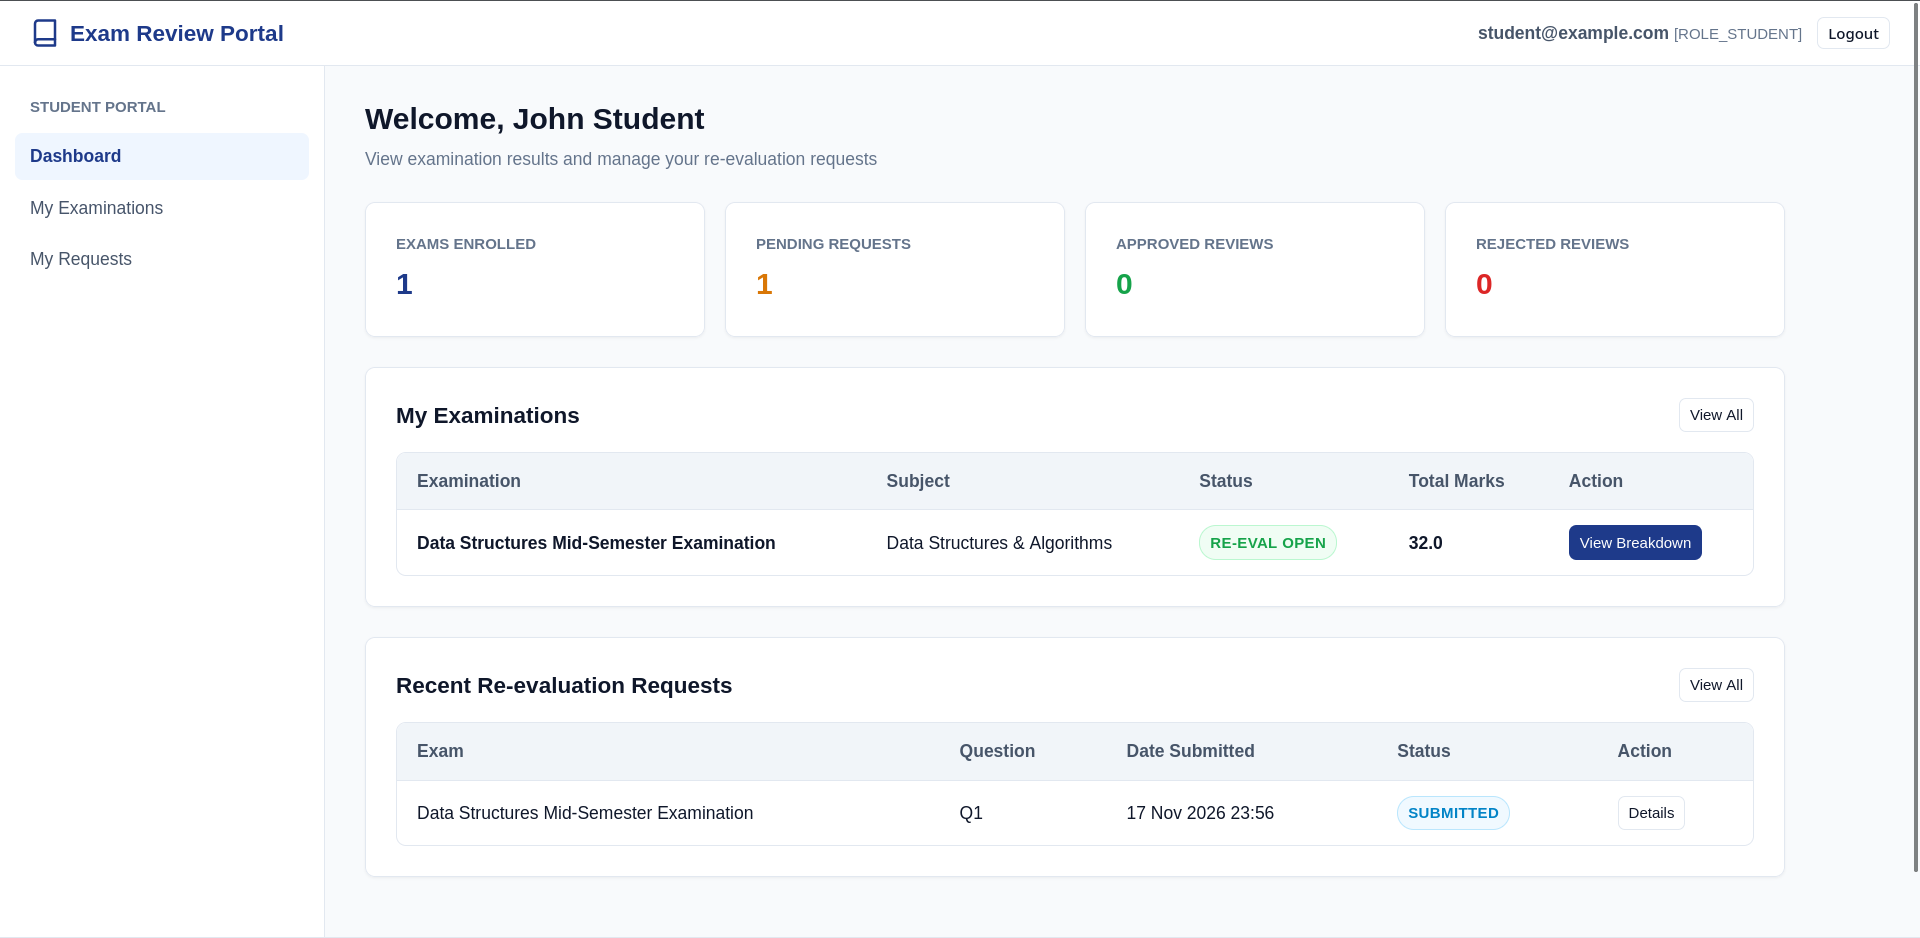 Exam Review Portal
student@example.com [ROLE_STUDENT] Logout
STUDENT PORTAL
Dashboard
My Examinations
My Requests
Welcome, John Student
View examination results and manage your re-evaluation requests
EXAMS ENROLLED
1
PENDING REQUESTS
1
APPROVED REVIEWS
0
REJECTED REVIEWS
0
My Examinations
View All
Examination Subject Status Total Marks Action
Data Structures Mid-Semester Examination Data Structures & Algorithms RE-EVAL OPEN 32.0 View Breakdown
Recent Re-evaluation Requests
View All
Exam Question Date Submitted Status Action
Data Structures Mid-Semester Examination Q1 17 Nov 2026 23:56 SUBMITTED Details